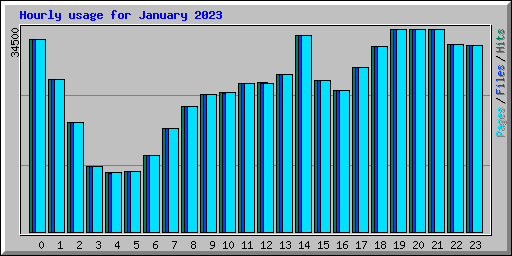 Hourly usage for January 2023
34500
Pages/Files/Hits
0 1 2 3 4 5 6 7 8 9 10 11 12 13 14 15 16 17 18 19 20 21 22 23